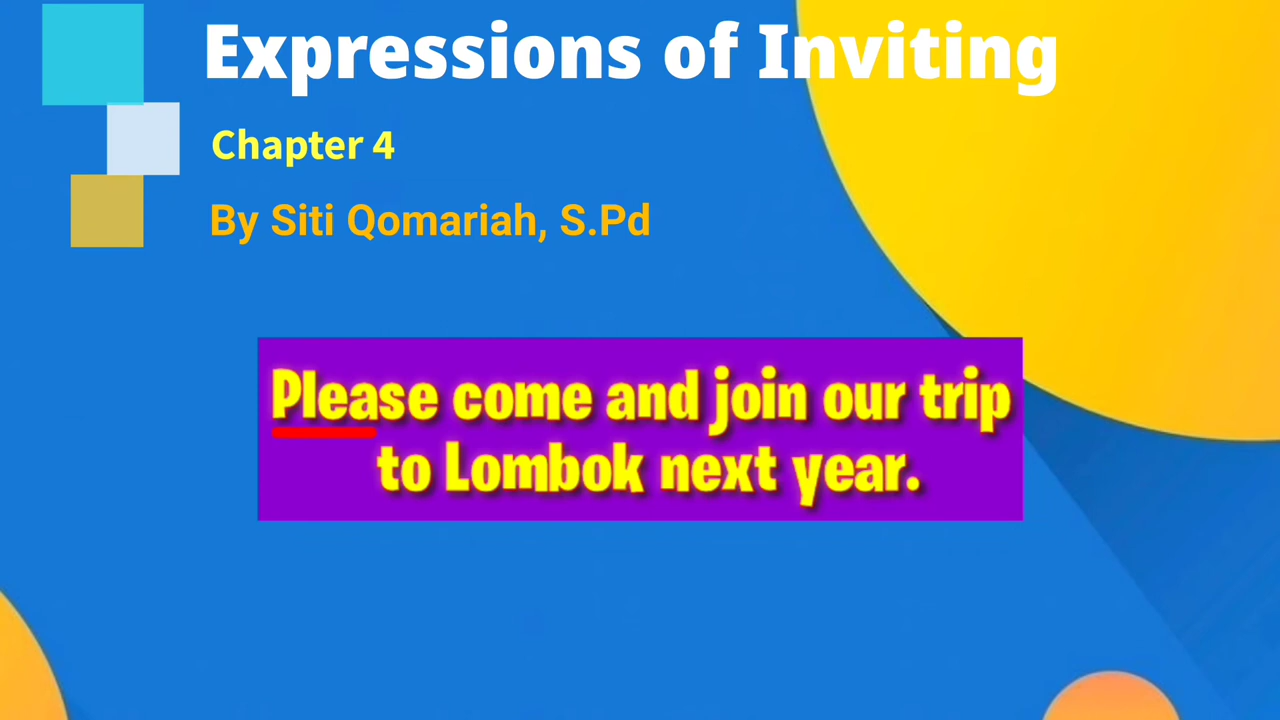 Expressions of Inviting
Chapter 4
By Siti Qomariah, S.Pd
Please come and join our trip
to Lombok next year.